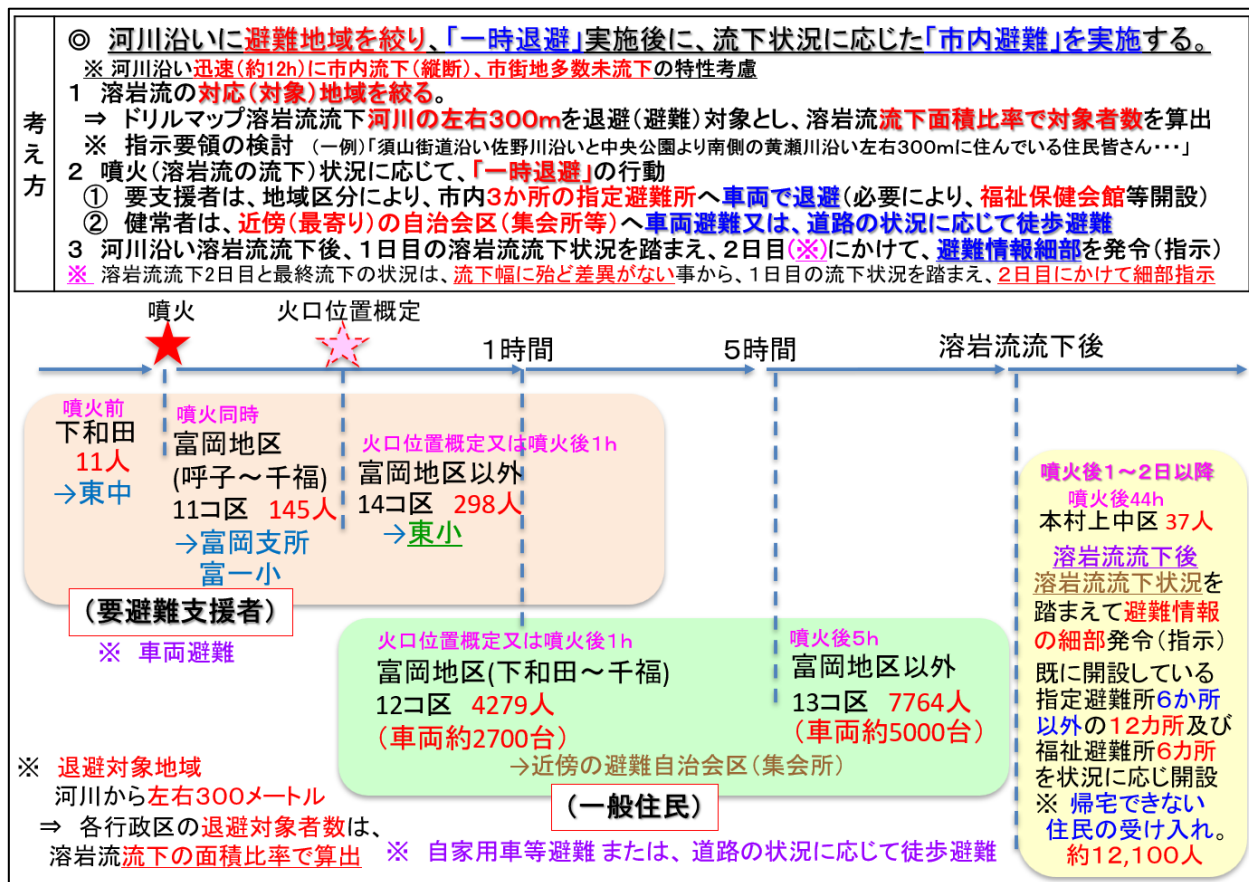 考え方
◎ 河川沿いに避難地域を絞り、「一時退避」実施後に、流下状況に応じた「市内避難」を実施する。
※ 河川沿い迅速(約12h)に市内流下(縦断)、市街地多数未流下の特性考慮
1 溶岩流の対応(対象)地域を絞る。
⇒ ドリルマップ溶岩流流下河川の左右300mを退避(避難)対象とし、溶岩流流下面積比率で対象者数を算出
※ 指示要領の検討 (一例)「須山街道沿い佐野川沿いと中央公園より南側の黄瀬川沿い左右300mに住んでいる住民皆さん・・・」
2 噴火(溶岩流の流下)状況に応じて、「一時退避」の行動
① 要支援者は、地域区分により、市内3か所の指定避難所へ車両で退避(必要により、福祉保健会館等開設)
② 健常者は、近傍(最寄り)の自治会区(集会所等)へ車両避難又は、道路の状況に応じて徒歩避難
3 河川沿い溶岩流流下後、1日目の溶岩流流下状況を踏まえ、2日目(※)にかけて、避難情報細部を発令(指示)
※ 溶岩流流下2日目と最終流下の状況は、流下幅に殆ど差異がない事から、1日目の流下状況を踏まえ、2日目にかけて細部指示
噴火
火口位置概定
1時間
5時間
溶岩流流下後
噴火前
下和田
11人
→東中
噴火同時
富岡地区
(呼子～千福)
11コ区 145人
→富岡支所
富一小
火口位置概定又は噴火後1h
富岡地区以外
14コ区 298人
→東小
(要避難支援者)
※ 車両避難
火口位置概定又は噴火後1h
富岡地区(下和田～千福)
12コ区 4279人
(車両約2700台)
噴火後5h
富岡地区以外
13コ区 7764人
(車両約5000台)
→近傍の避難自治会区(集会所)
(一般住民)
※ 自家用車等避難 または、道路の状況に応じて徒歩避難
※ 退避対象地域
河川から左右300メートル
⇒ 各行政区の退避対象者数は、
溶岩流流下の面積比率で算出
噴火後1～2日以降
噴火後44h
本村上中区 37人
溶岩流流下後
溶岩流流下状況を
踏まえて避難情報
の細部発令(指示)
既に開設している
指定避難所6か所
以外の12カ所及び
福祉避難所6カ所
を状況に応じ開設
※ 帰宅できない
住民の受け入れ。
約12,100人